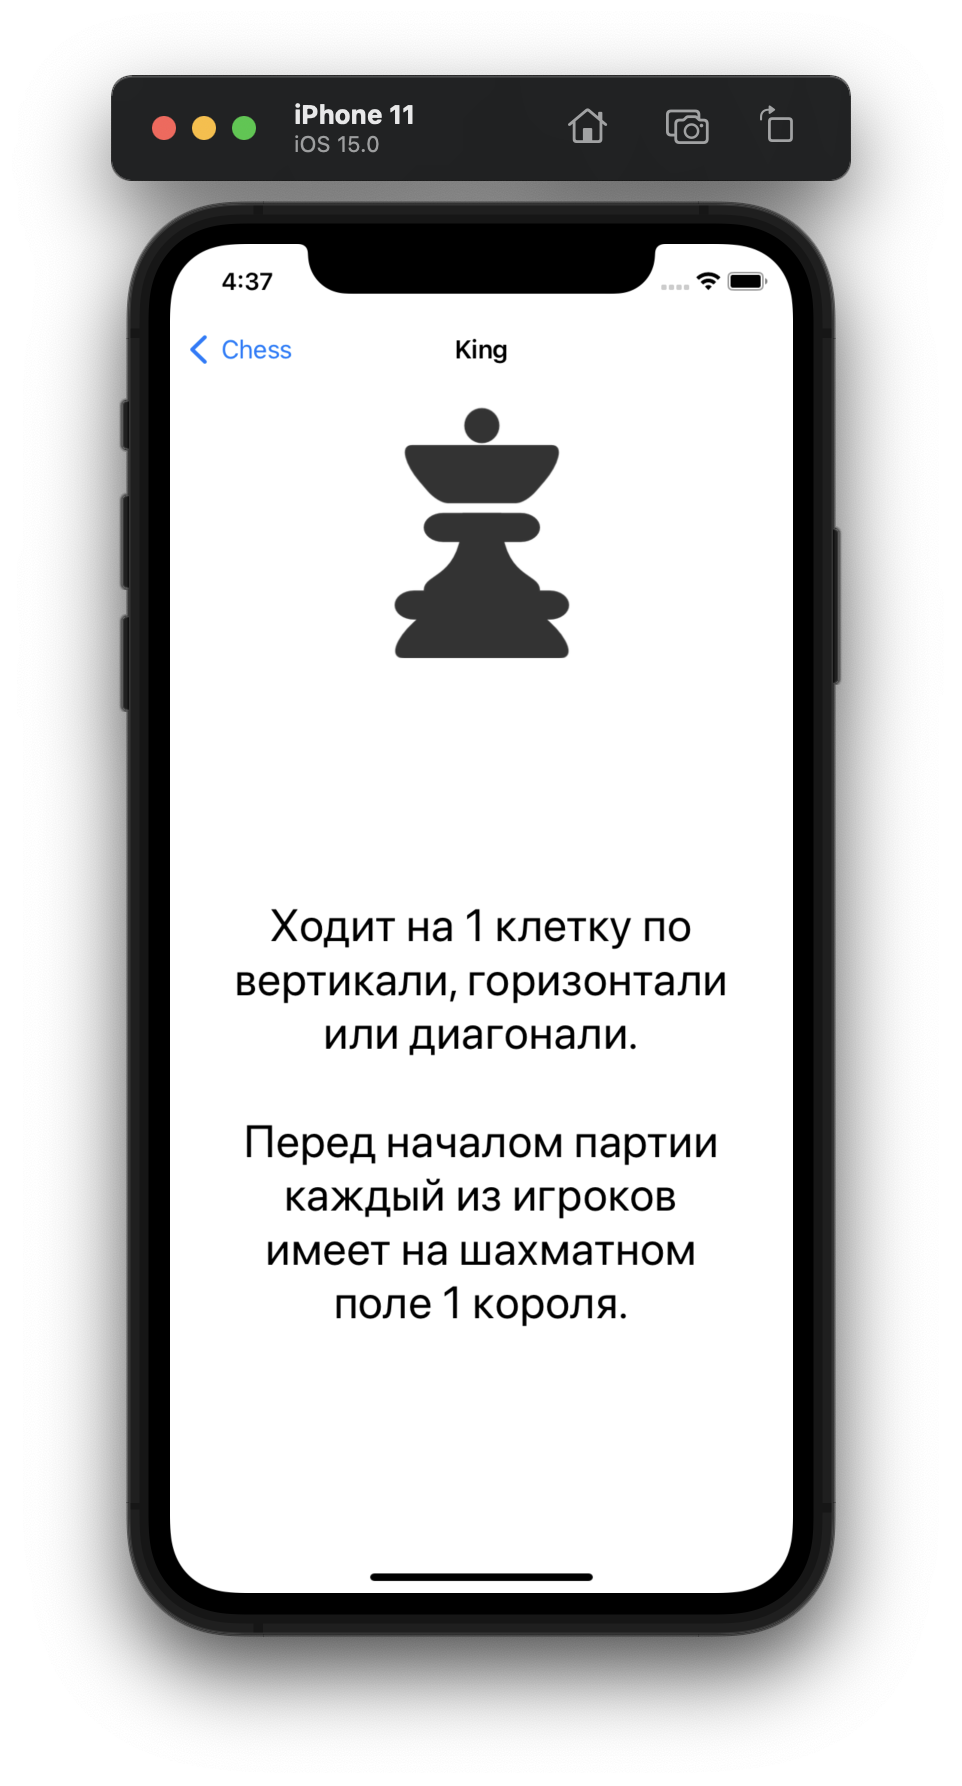 iPhone 11
iOS 15.0
4:37
Chess
King
Ходит на 1 клетку по
вертикали, горизонтали
или диагонали.
Перед началом партии
каждый из игроков
имеет на шахматном
поле 1 короля.